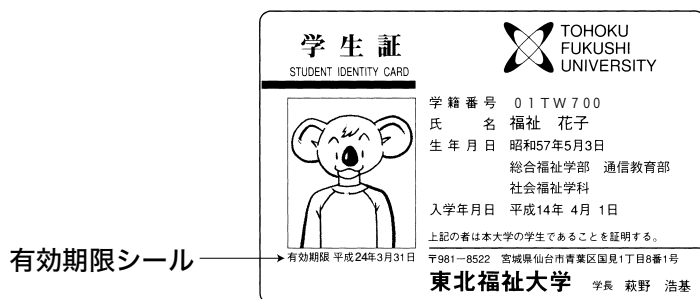 学生証
STUDENT IDENTITY CARD
TOHOKU
FUKUSHI
UNIVERSITY
学籍番号 01TW700
氏名 福祉 花子
生年月日 昭和57年5月3日
総合福祉学部 通信教育部
社会福祉学科
入学年月日 平成14年 4月 1日
上記の者は本大学の学生であることを証明する。
有効期限シール
有効期限 平成24年3月31日
〒981-8522 宮城県仙台市青葉区国見1丁目8番1号
東北福祉大学 学長 萩野 浩基